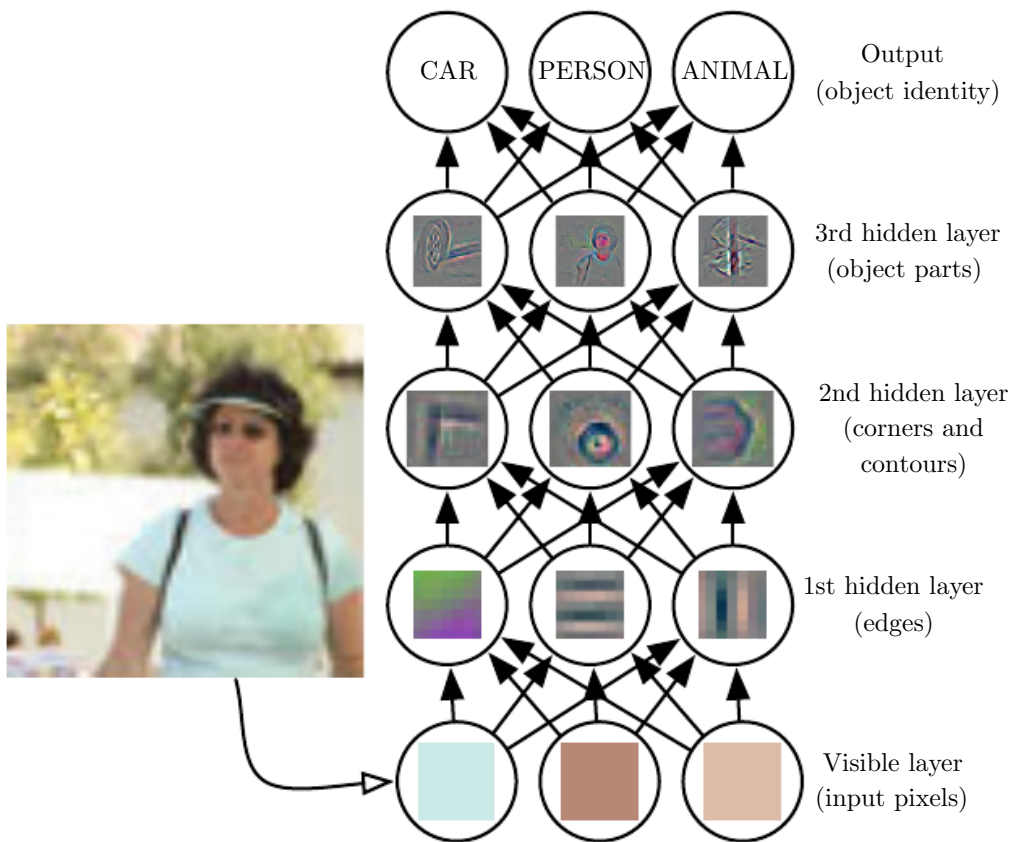 CAR
PERSON
ANIMAL
Output
(object identity)
3rd hidden layer
(object parts)
2nd hidden layer
(corners and
contours)
1st hidden layer
(edges)
Visible layer
(input pixels)